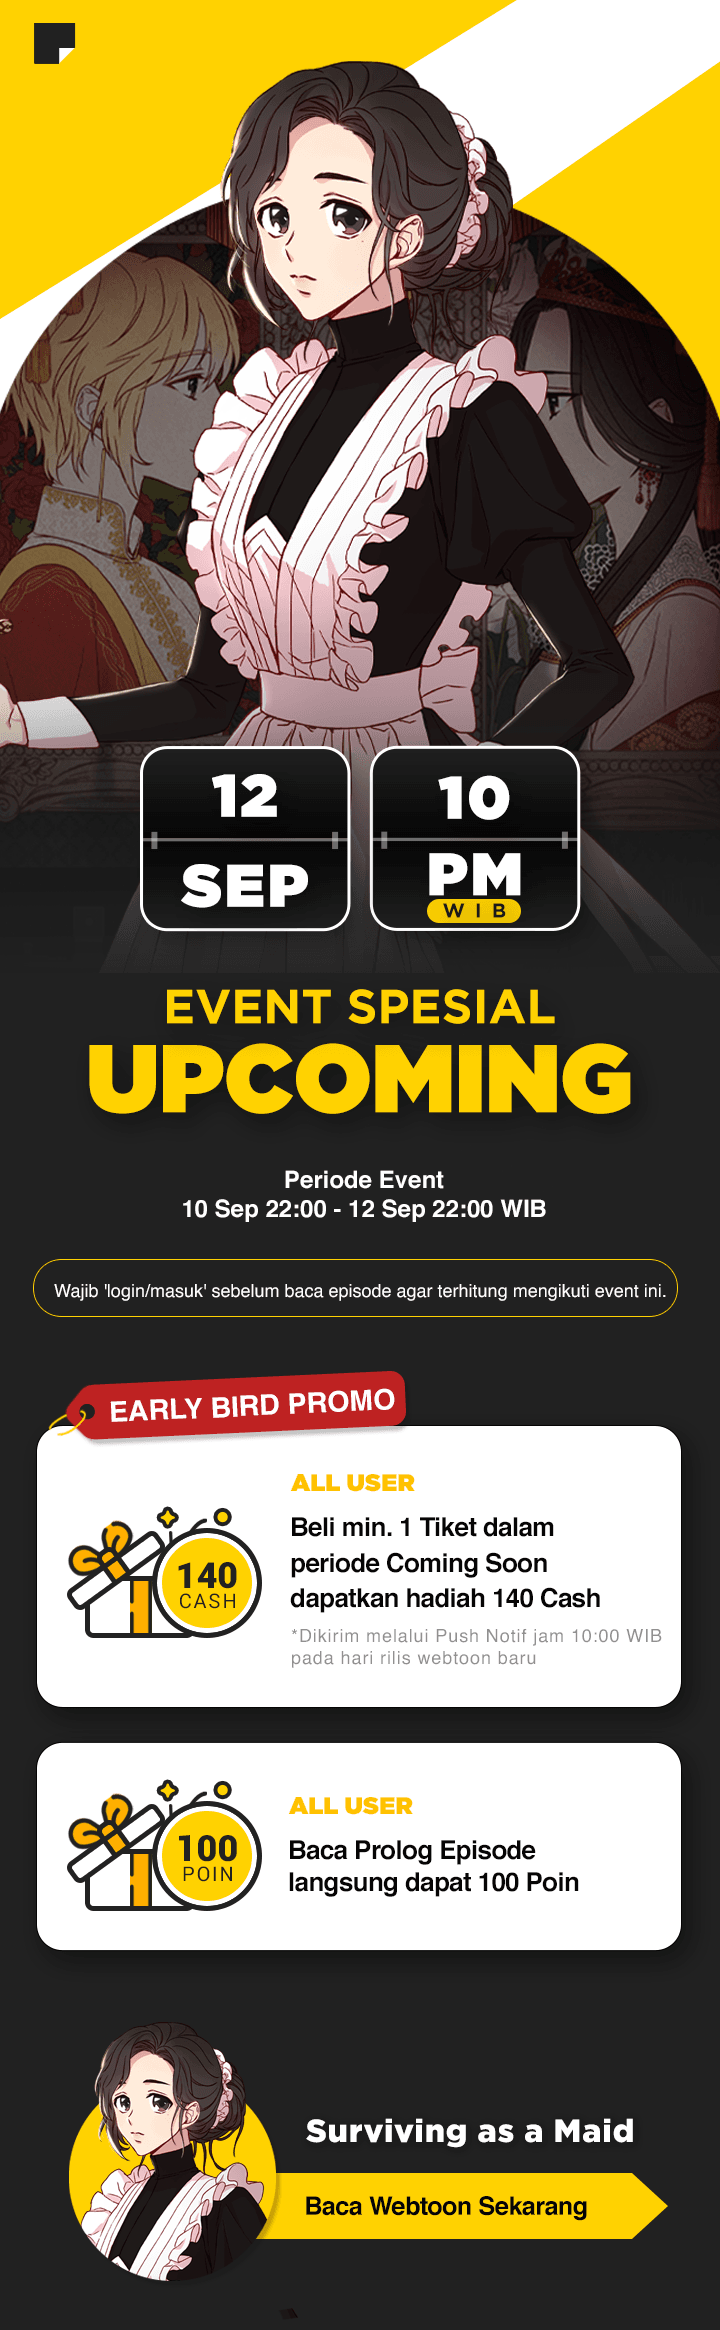 12
SEP
10
PM
WIB
EVENT SPESIAL
UPCOMING
Periode Event
10 Sep 22:00 - 12 Sep 22:00 WIB
Wajib 'login/masuk' sebelum baca episode agar terhitung mengikuti event ini.
EARLY BIRD PROMO
140
CASH
ALL USER
Beli min. 1 Tiket dalam
periode Coming Soon
dapatkan hadiah 140 Cash
*Dikirim melalui Push Notif jam 10:00 WIB
pada hari rilis webtoon baru
100
POIN
ALL USER
Baca Prolog Episode
langsung dapat 100 Poin
Surviving as a Maid
Baca Webtoon Sekarang